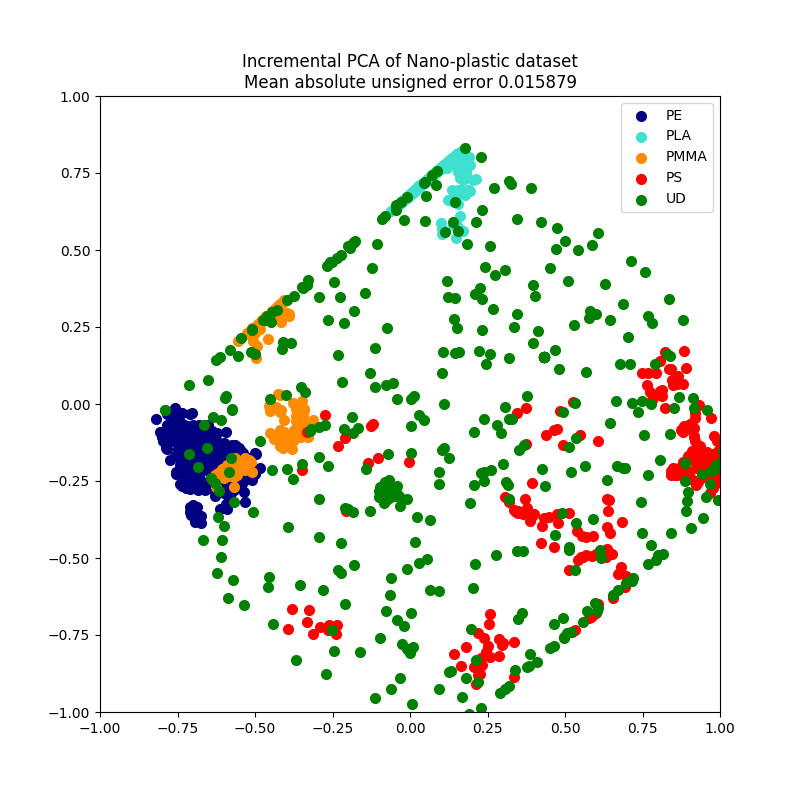 Incremental PCA of Nano-plastic dataset
Mean absolute unsigned error 0.015879
1.00
0.75
0.50
0.25
0.00
−0.25
−0.50
−0.75
−1.00
PE
PLA
PMMA
PS
UD
−1.00 −0.75 −0.50 −0.25 0.00 0.25 0.50 0.75 1.00